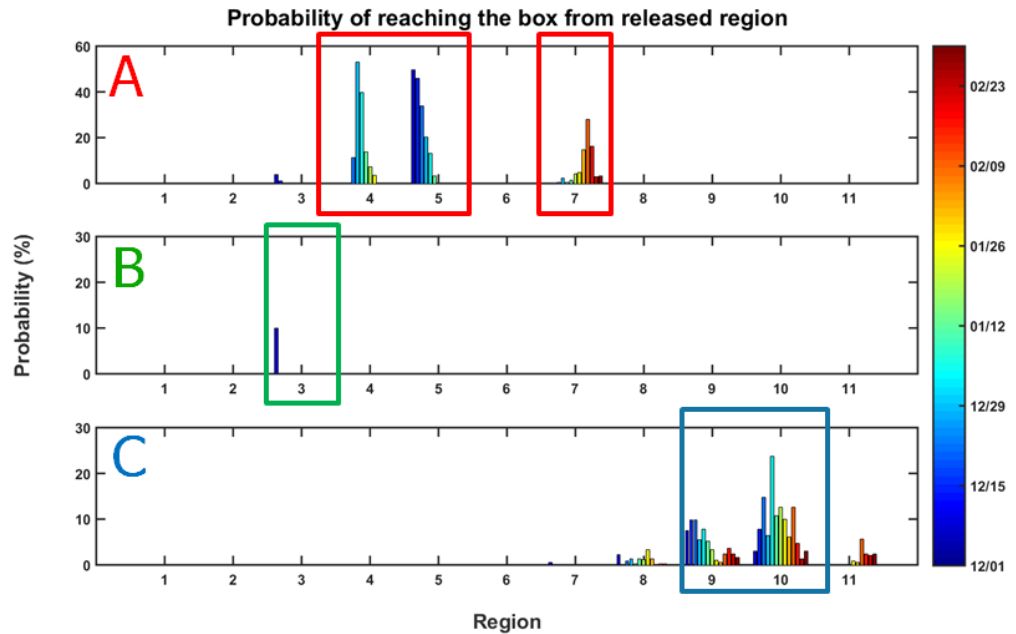 Probability of reaching the box from released region
A
60
40
20
0
1 2 3 4 5 6 7 8 9 10 11
B
30
20
10
0
1 2 3 4 5 6 7 8 9 10 11
C
30
20
10
0
1 2 3 4 5 6 7 8 9 10 11
Probability (%)
Region
02/23
02/09
01/26
01/12
12/29
12/15
12/01